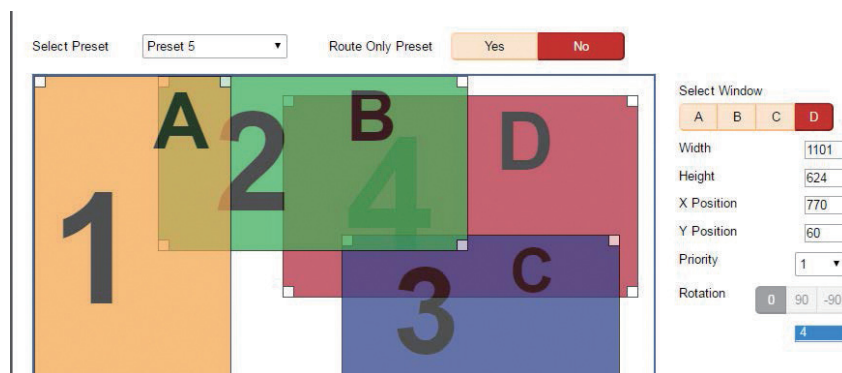 Select Preset Preset 5 Route Only Preset Yes No
Select Window
A B C D
Width 1101
Height 624
X Position 770
Y Position 60
Priority 1
Rotation 0 90 -90
4
A 2 B D
1 4
3 C